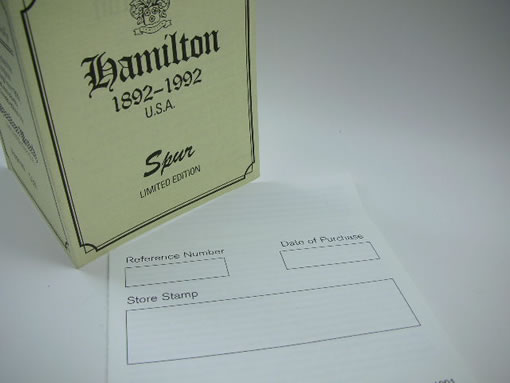 Hamilton
1892-1992
U.S.A.
Spur
LIMITED EDITION
Reference Number
Date of Purchase
Store Stamp